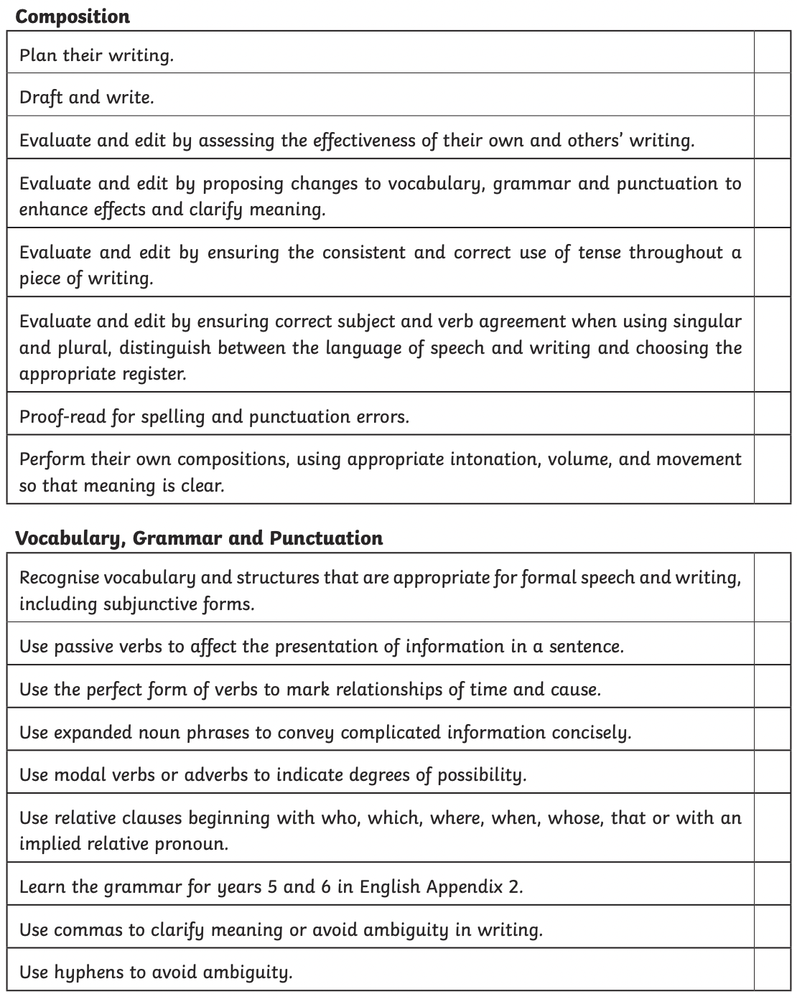 Composition
Plan their writing.
Draft and write.
Evaluate and edit by assessing the effectiveness of their own and others’ writing.
Evaluate and edit by proposing changes to vocabulary, grammar and punctuation to
enhance effects and clarify meaning.
Evaluate and edit by ensuring the consistent and correct use of tense throughout a
piece of writing.
Evaluate and edit by ensuring correct subject and verb agreement when using singular
and plural, distinguish between the language of speech and writing and choosing the
appropriate register.
Proof-read for spelling and punctuation errors.
Perform their own compositions, using appropriate intonation, volume, and movement
so that meaning is clear.
Vocabulary, Grammar and Punctuation
Recognise vocabulary and structures that are appropriate for formal speech and writing,
including subjunctive forms.
Use passive verbs to affect the presentation of information in a sentence.
Use the perfect form of verbs to mark relationships of time and cause.
Use expanded noun phrases to convey complicated information concisely.
Use modal verbs or adverbs to indicate degrees of possibility.
Use relative clauses beginning with who, which, where, when, whose, that or with an
implied relative pronoun.
Learn the grammar for years 5 and 6 in English Appendix 2.
Use commas to clarify meaning or avoid ambiguity in writing.
Use hyphens to avoid ambiguity.